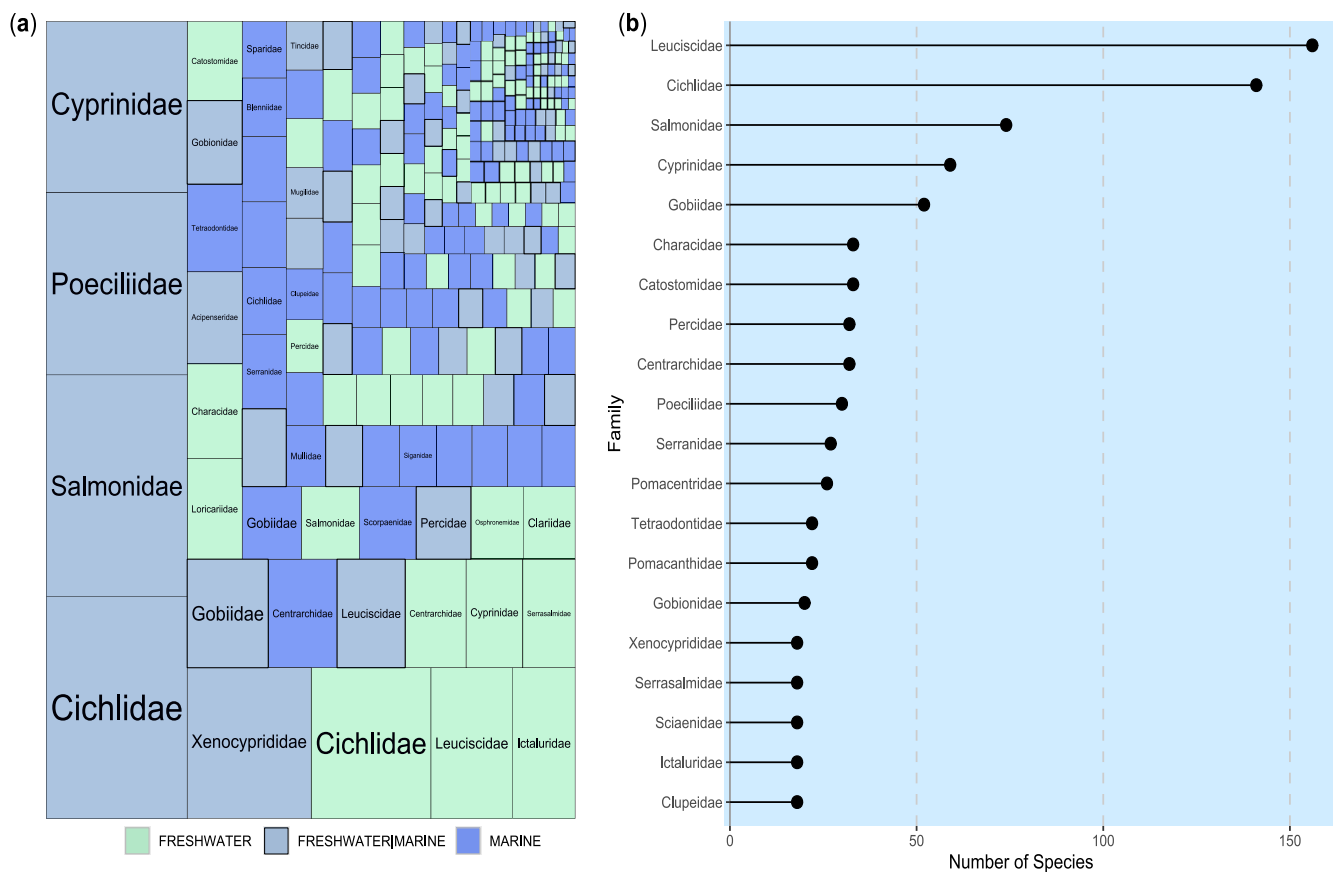 (a)
Cyprinidae
Poeciliidae
Salmonidae
Cichlidae
Catostomidae
Gobionidae
Tetraodontidae
Acipenseridae
Characidae
Loricariidae
Sparidae
Blenniidae
Cichlidae
Serranidae
Tincidae
Mugilidae
Clupeidae
Percidae
Mullidae
Siganidae
Gobiidae
Salmonidae
Scorpaenidae
Percidae
Osphronemidae
Clariidae
Gobiidae
Centrarchidae
Leuciscidae
Centrarchidae
Cyprinidae
Serrasalmidae
Xenocyprididae
Cichlidae
Leuciscidae
Ictaluridae
FRESHWATER
FRESHWATER|MARINE
MARINE
(b)
Family
Leuciscidae
Cichlidae
Salmonidae
Cyprinidae
Gobiidae
Characidae
Catostomidae
Percidae
Centrarchidae
Poeciliidae
Serranidae
Pomacentridae
Tetraodontidae
Pomacanthidae
Gobionidae
Xenocyprididae
Serrasalmidae
Sciaenidae
Ictaluridae
Clupeidae
0
50
100
150
Number of Species